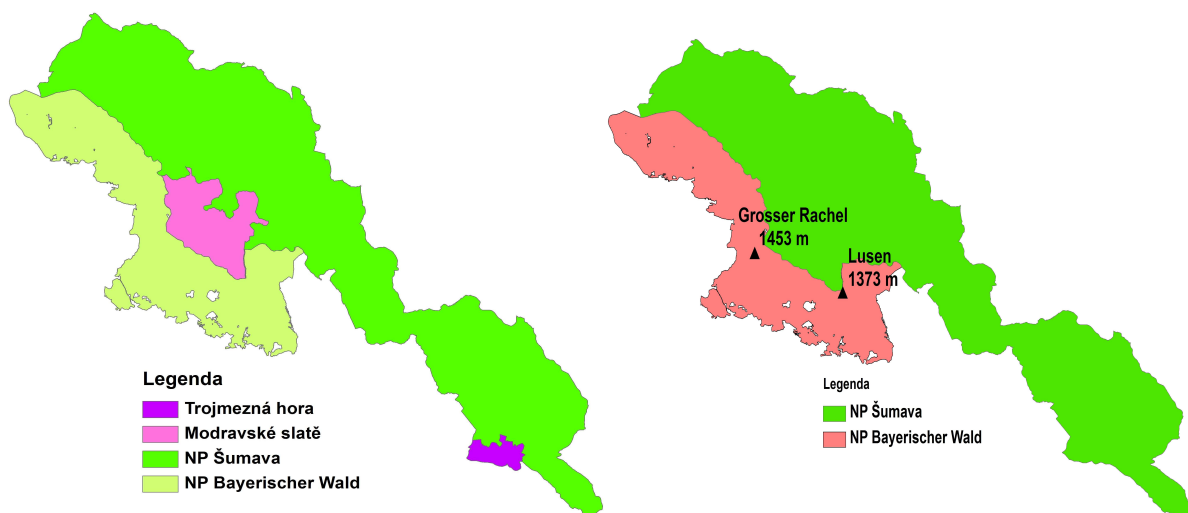 Legenda
Trojmezná hora
Modravské slatě
NP Šumava
NP Bayerischer Wald
Grosser Rachel
1453 m
Lusen
1373 m
Legenda
NP Šumava
NP Bayerischer Wald